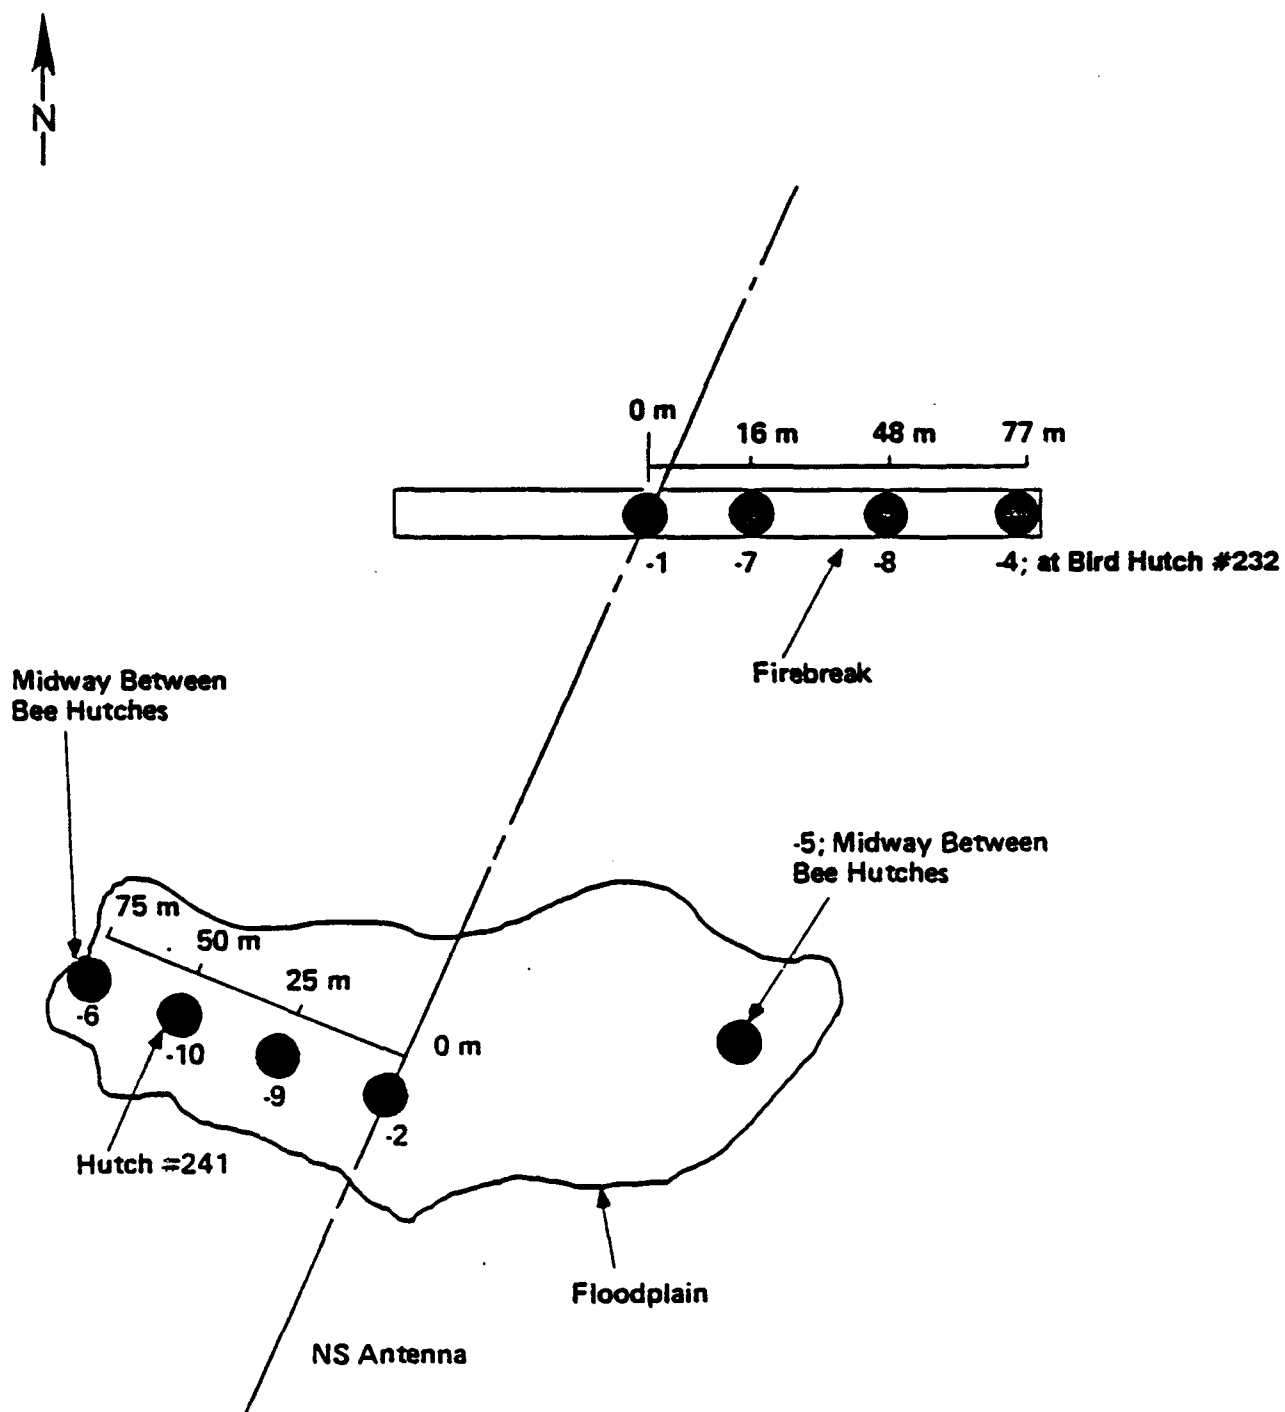 N
0 m
16 m
48 m
77 m
-1
-7
-8
-4; at Bird Hutch #232
Firebreak
Midway Between
Bee Hutches
-5; Midway Between
Bee Hutches
75 m
50 m
25 m
0 m
-6
-10
-9
-2
Hutch #241
Floodplain
NS Antenna